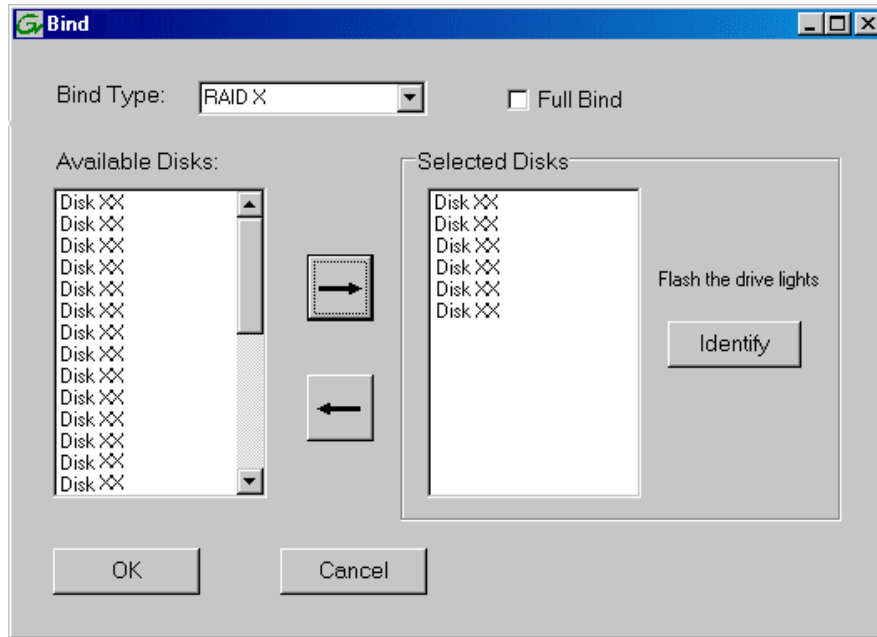 Bind
Bind Type: RAID X Full Bind
Available Disks:
Disk XX
Disk XX
Disk XX
Disk XX
Disk XX
Disk XX
Disk XX
Disk XX
Disk XX
Disk XX
Disk XX
Disk XX
Disk XX
Disk XX
Selected Disks
Disk XX
Disk XX
Disk XX
Disk XX
Disk XX
Disk XX
Flash the drive lights
Identify
OK Cancel